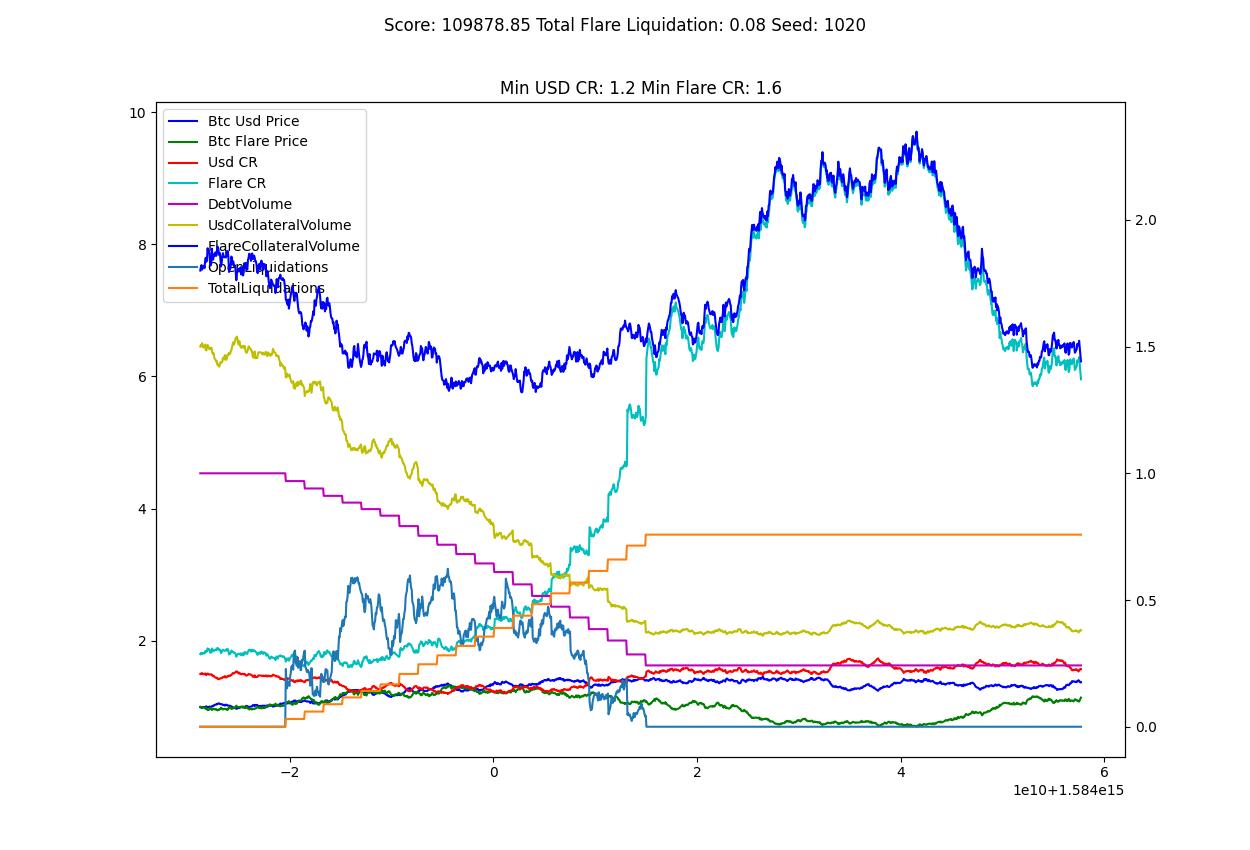 Score: 109878.85 Total Flare Liquidation: 0.08 Seed: 1020
Min USD CR: 1.2 Min Flare CR: 1.6
10
8
6
4
2
Btc Usd Price
Btc Flare Price
Usd CR
Flare CR
DebtVolume
UsdCollateralVolume
FlareCollateralVolume
OpenLiquidations
TotalLiquidations
2.0
1.5
1.0
0.5
0.0
−2
0
2
4
6
1e10+1.584e15